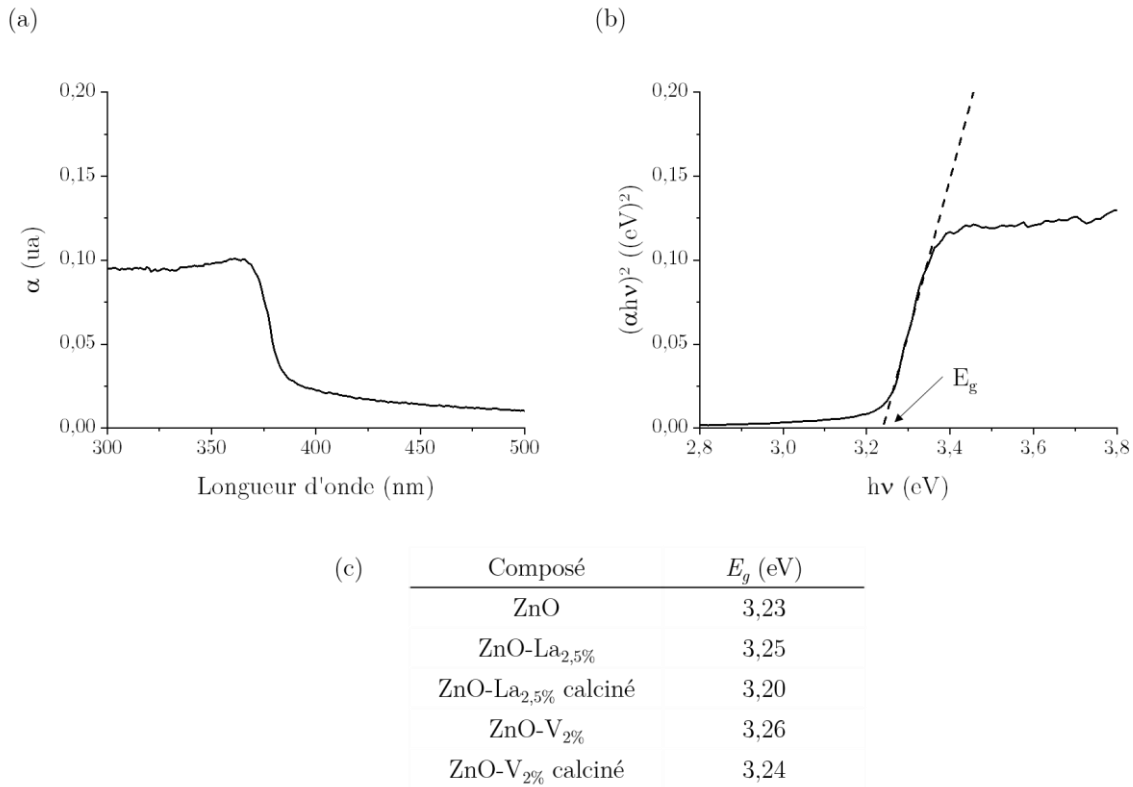 (a)
(b)
0,20
0,15
0,10
0,05
0,00
α (ua)
300
350
400
450
500
Longueur d'onde (nm)
0,20
0,15
0,10
0,05
0,00
(αhν)² ((eV)²)
E_g
2,8
3,0
3,2
3,4
3,6
3,8
hν (eV)
(c)
Composé E_g (eV)
ZnO 3,23
ZnO-La₂,₅% 3,25
ZnO-La₂,₅% calciné 3,20
ZnO-V₂% 3,26
ZnO-V₂% calciné 3,24